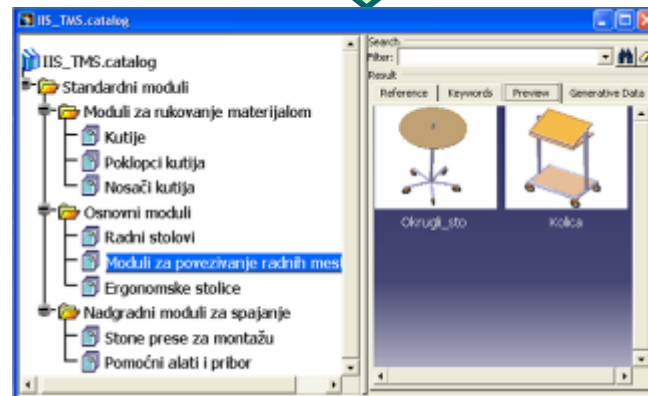 IIS_TMS.catalog
IIS_TMS.catalog
Standardni moduli
Moduli za rukovanje materijalom
Kutije
Poklopci kutija
Nosači kutija
Osnovni moduli
Radni stolovi
Moduli za povezivanje radnih mest
Ergonomske stolice
Nadgradni moduli za spajanje
Stone prese za montažu
Pomoćni alati i pribor
Search
Filter:
Result
Reference Keywords Preview Generative Data
Okrugli_sto Kolica